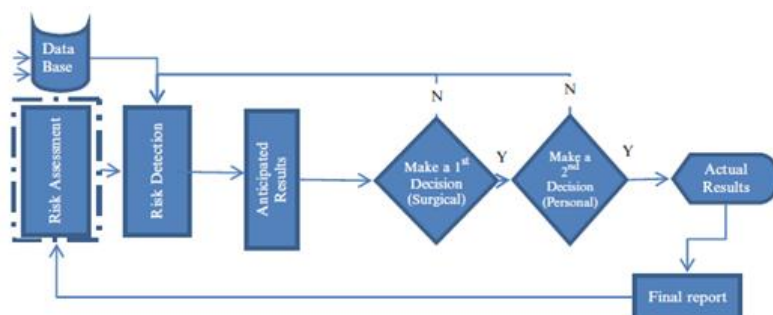 Data
Base
Risk Assessment
Risk Detection
Anticipated
Results
N
Make a 1st
Decision
(Surgical)
Y
N
Make a
2nd
Decision
(Personal)
Y
Actual
Results
Final report